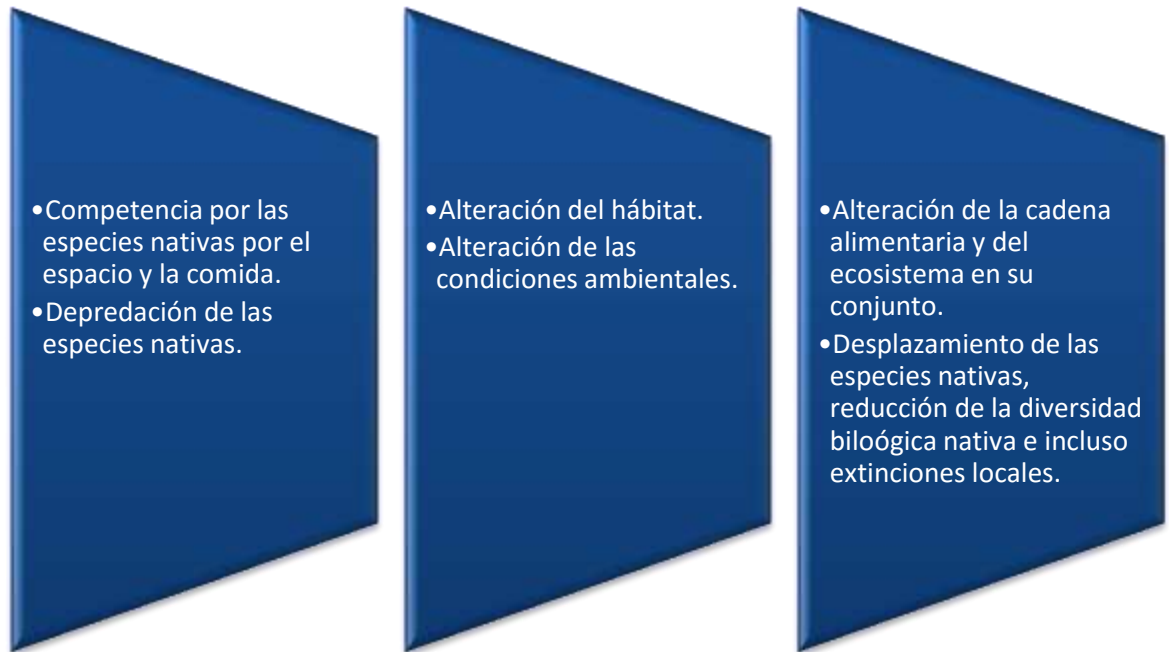 •Competencia por las
especies nativas por el
espacio y la comida.
•Depredación de las
especies nativas.
•Alteración del hábitat.
•Alteración de las
condiciones ambientales.
•Alteración de la cadena
alimentaria y del
ecosistema en su
conjunto.
•Desplazamiento de las
especies nativas,
reducción de la diversidad
biloógica nativa e incluso
extinciones locales.